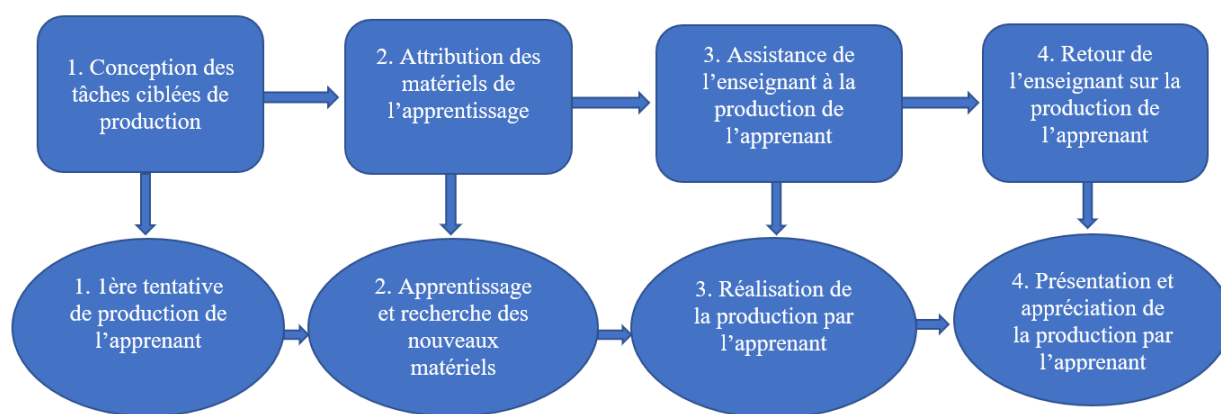 1. Conception des
tâches ciblées de
production
2. Attribution des
matériels de
l’apprentissage
3. Assistance de
l’enseignant à la
production de
l’apprenant
4. Retour de
l’enseignant sur la
production de
l’apprenant
1. 1ère tentative
de production de
l’apprenant
2. Apprentissage
et recherche des
nouveaux
matériels
3. Réalisation de
la production par
l’apprenant
4. Présentation et
appréciation de
la production par
l’apprenant